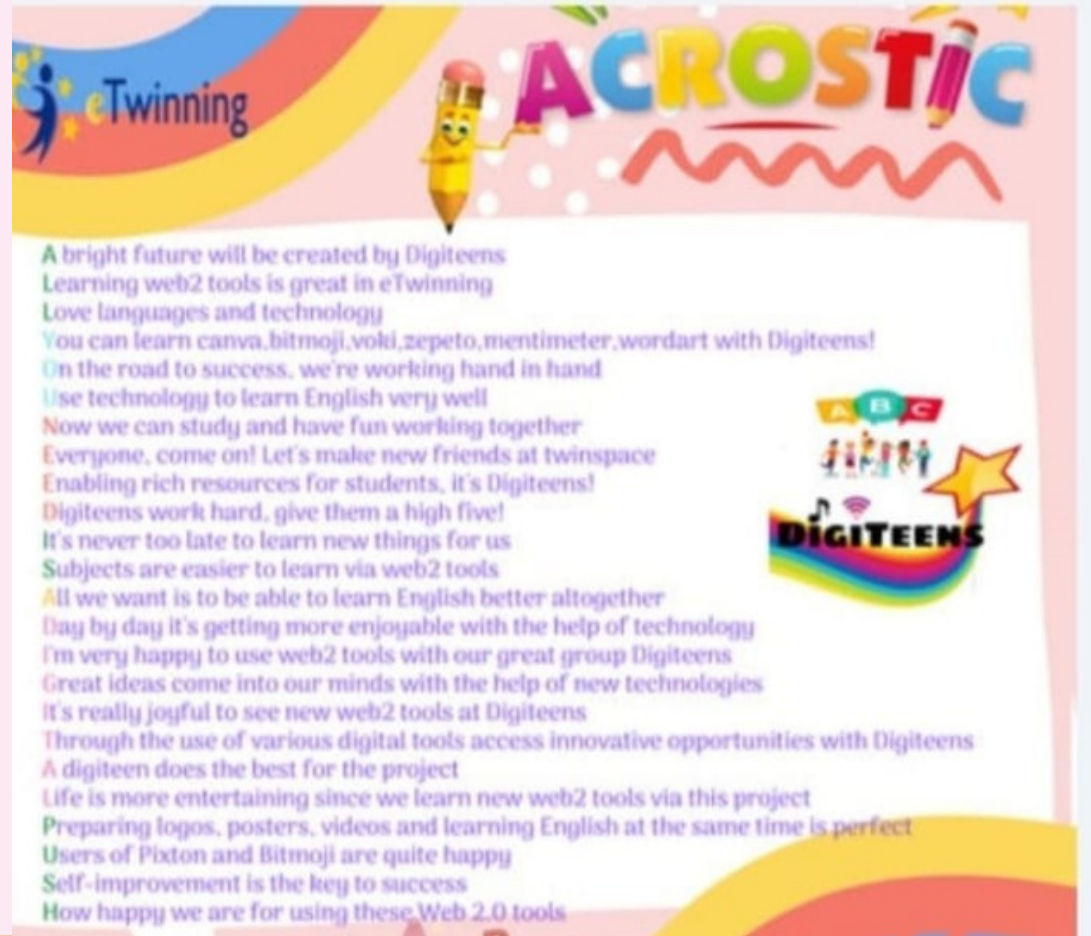 eTwinning
ACROSTIC
A bright future will be created by Digiteens
Learning web2 tools is great in eTwinning
Love languages and technology
You can learn canva,bitmoji,voki,zepeto,mentimeter,wordart with Digiteens!
On the road to success, we're working hand in hand
Use technology to learn English very well
Now we can study and have fun working together
Everyone, come on! Let's make new friends at twinspace
Enabling rich resources for students, it's Digiteens!
Digiteens work hard, give them a high five!
It's never too late to learn new things for us
Subjects are easier to learn via web2 tools
All we want is to be able to learn English better altogether
Day by day it's getting more enjoyable with the help of technology
I'm very happy to use web2 tools with our great group Digiteens
Great ideas come into our minds with the help of new technologies
It's really joyful to see new web2 tools at Digiteens
Through the use of various digital tools access innovative opportunities with Digiteens
A digiteen does the best for the project
Life is more entertaining since we learn new web2 tools via this project
Preparing logos, posters, videos and learning English at the same time is perfect
Users of Pixton and Bitmoji are quite happy
Self-improvement is the key to success
How happy we are for using these Web 2.0 tools
A B C
DIGITEENS